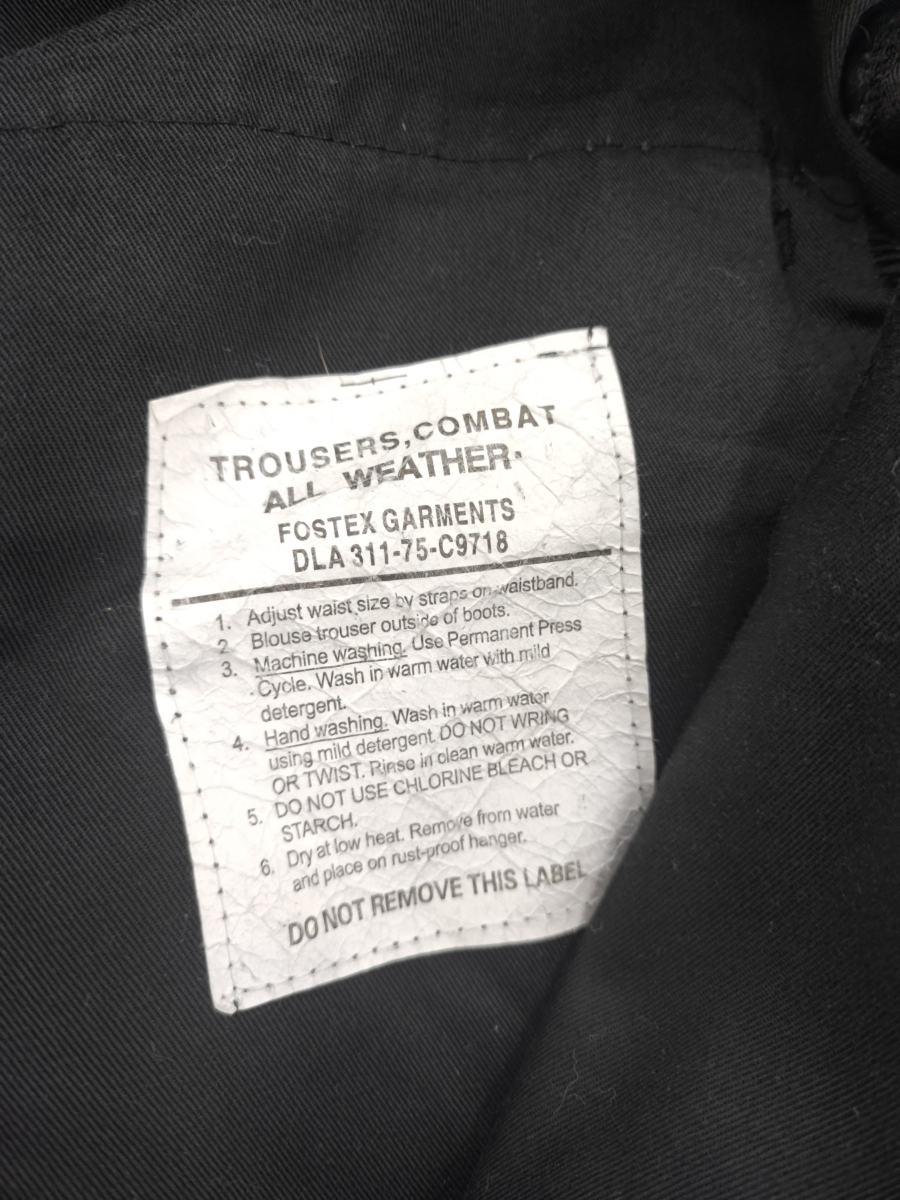 TROUSERS, COMBAT
ALL WEATHER.
FOSTEX GARMENTS
DLA 311-75-C9718
1. Adjust waist size by straps on waistband.
2. Blouse trouser outside of boots.
3. Machine washing. Use Permanent Press
Cycle. Wash in warm water with mild
detergent.
4. Hand washing. Wash in warm water
using mild detergent. DO NOT WRING
OR TWIST. Rinse in clean warm water.
5. DO NOT USE CHLORINE BLEACH OR
STARCH.
6. Dry at low heat. Remove from water
and place on rust-proof hanger.
DO NOT REMOVE THIS LABEL